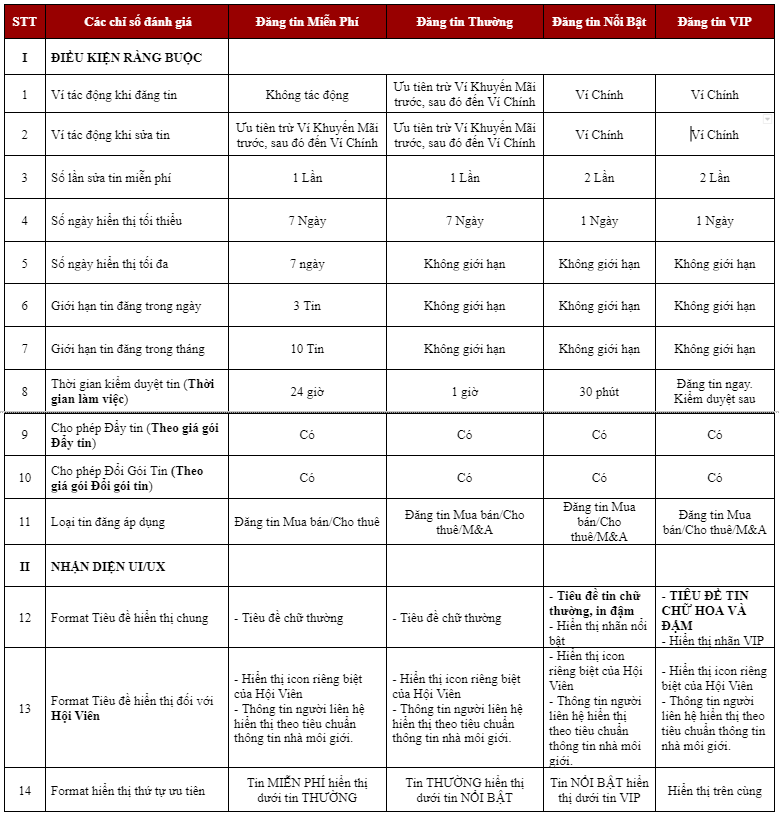 STT Các chỉ số đánh giá Đăng tin Miễn Phí Đăng tin Thường Đăng tin Nổi Bật Đăng tin VIP
I ĐIỀU KIỆN RÀNG BUỘC
1 Ví tác động khi đăng tin Không tác động Ưu tiên trừ Ví Khuyến Mãi trước, sau đó đến Ví Chính Ví Chính Ví Chính
2 Ví tác động khi sửa tin Ưu tiên trừ Ví Khuyến Mãi trước, sau đó đến Ví Chính Ưu tiên trừ Ví Khuyến Mãi trước, sau đó đến Ví Chính Ví Chính Ví Chính
3 Số lần sửa tin miễn phí 1 Lần 1 Lần 2 Lần 2 Lần
4 Số ngày hiển thị tối thiểu 7 Ngày 7 Ngày 1 Ngày 1 Ngày
5 Số ngày hiển thị tối đa 7 ngày Không giới hạn Không giới hạn Không giới hạn
6 Giới hạn tin đăng trong ngày 3 Tin Không giới hạn Không giới hạn Không giới hạn
7 Giới hạn tin đăng trong tháng 10 Tin Không giới hạn Không giới hạn Không giới hạn
8 Thời gian kiểm duyệt tin (Thời gian làm việc) 24 giờ 1 giờ 30 phút Đăng tin ngay. Kiểm duyệt sau
9 Cho phép Đẩy tin (Theo giá gói Đẩy tin) Có Có Có Có
10 Cho phép Đổi Gói Tin (Theo giá gói Đổi gói tin) Có Có Có Có
11 Loại tin đăng áp dụng Đăng tin Mua bán/Cho thuê Đăng tin Mua bán/Cho thuê/M&A Đăng tin Mua bán/Cho thuê/M&A Đăng tin Mua bán/Cho thuê/M&A
II NHẬN DIỆN UI/UX
12 Format Tiêu đề hiển thị chung - Tiêu đề chữ thường - Tiêu đề chữ thường - Tiêu đề tin chữ thường, in đậm - Hiển thị nhãn nổi bật - TIÊU ĐỀ TIN CHỮ HOA VÀ ĐẬM - Hiển thị nhãn VIP
13 Format Tiêu đề hiển thị đối với Hội Viên - Hiển thị icon riêng biệt của Hội Viên - Thông tin người liên hệ hiển thị theo tiêu chuẩn thông tin nhà môi giới. - Hiển thị icon riêng biệt của Hội Viên - Thông tin người liên hệ hiển thị theo tiêu chuẩn thông tin nhà môi giới. - Hiển thị icon riêng biệt của Hội Viên - Thông tin người liên hệ hiển thị theo tiêu chuẩn thông tin nhà môi giới. - Hiển thị icon riêng biệt của Hội Viên - Thông tin người liên hệ hiển thị theo tiêu chuẩn thông tin nhà môi giới.
14 Format hiển thị thứ tự ưu tiên Tin MIỄN PHÍ hiển thị dưới tin THƯỜNG Tin THƯỜNG hiển thị dưới tin NỔI BẬT Tin NỔI BẬT hiển thị dưới tin VIP Hiển thị trên cùng